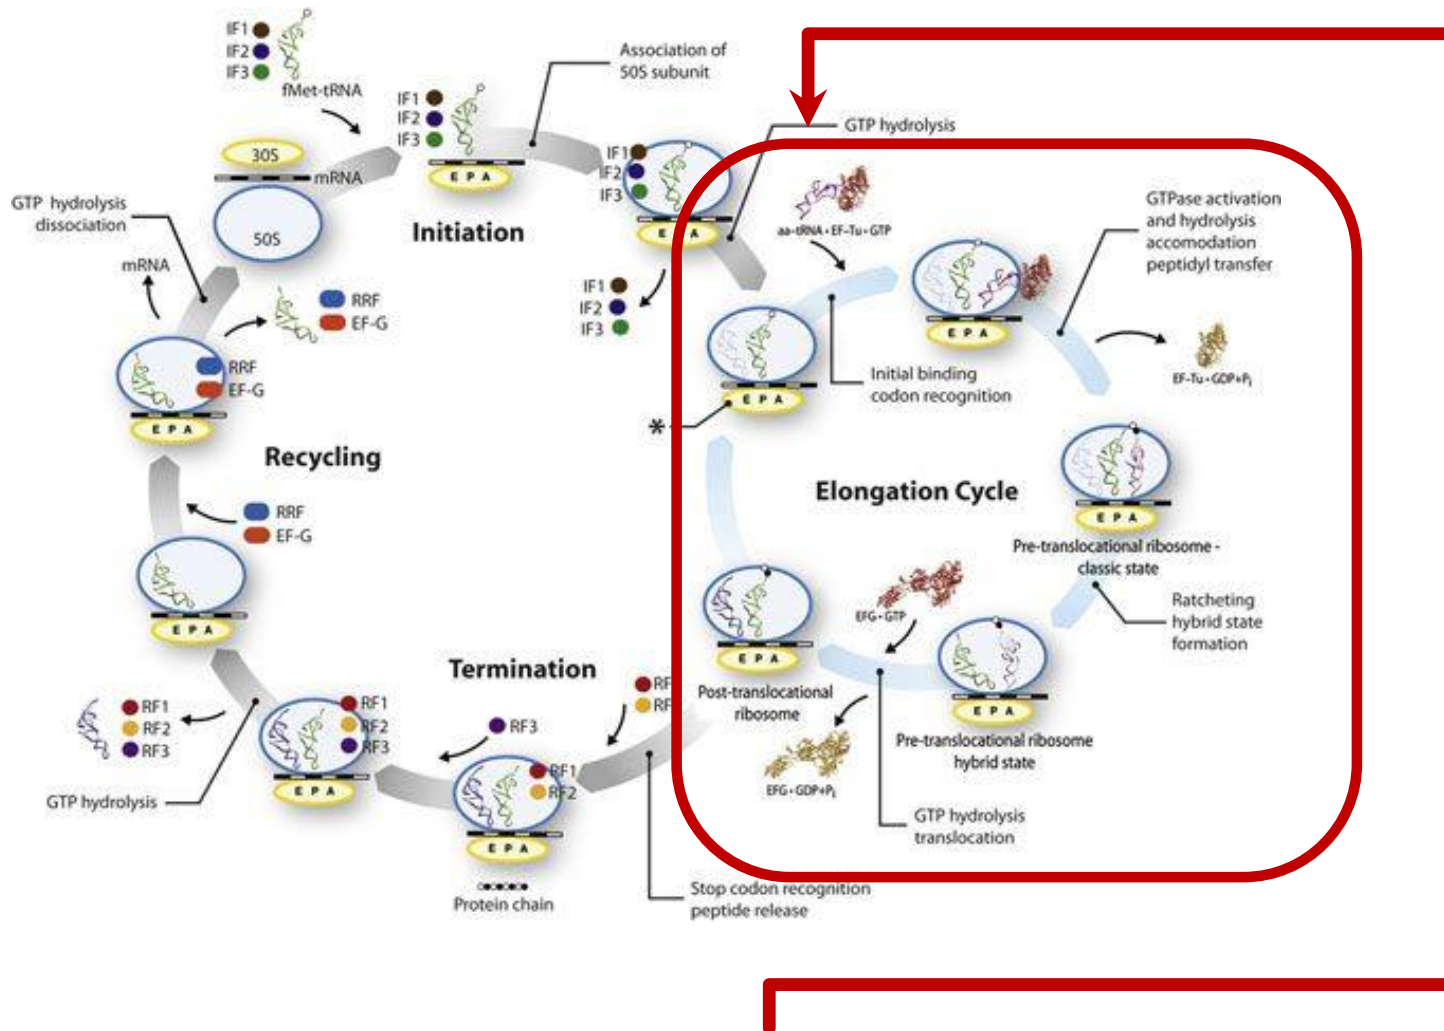 IF1
IF2
IF3
fMet-tRNA
IF1
IF2
IF3
E P A
Association of
50S subunit
IF1
IF2
IF3
E P A
GTP hydrolysis
30S
mRNA
50S
GTP hydrolysis
dissociation
mRNA
Initiation
IF1
IF2
IF3
RRF
EF-G
RRF
EF-G
E P A
aa-tRNA • EF-Tu • GTP
GTPase activation
and hydrolysis
accomodation
peptidyl transfer
E P A
E P A
*
Initial binding
codon recognition
EF-Tu • GDP+Pi
Recycling
Elongation Cycle
RRF
EF-G
E P A
E P A
Pre-translocational ribosome -
classic state
Ratcheting
hybrid state
formation
EFG • GTP
E P A
Post-translocational
ribosome
E P A
Pre-translocational ribosome
hybrid state
EFG • GDP+Pi
GTP hydrolysis
translocation
Termination
RF
RF
RF1
RF2
RF3
GTP hydrolysis
RF1
RF2
RF3
E P A
RF3
RF1
RF2
E P A
Protein chain
Stop codon recognition
peptide release